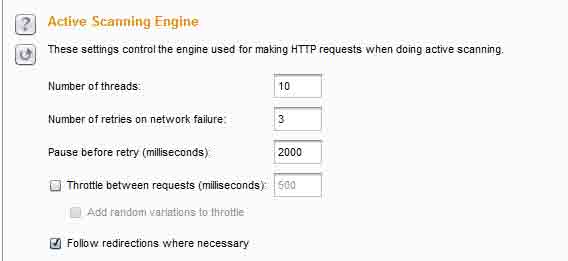 ?
Active Scanning Engine
These settings control the engine used for making HTTP requests when doing active scanning.
Number of threads: 10
Number of retries on network failure: 3
Pause before retry (milliseconds): 2000
Throttle between requests (milliseconds): 500
Add random variations to throttle
Follow redirections where necessary